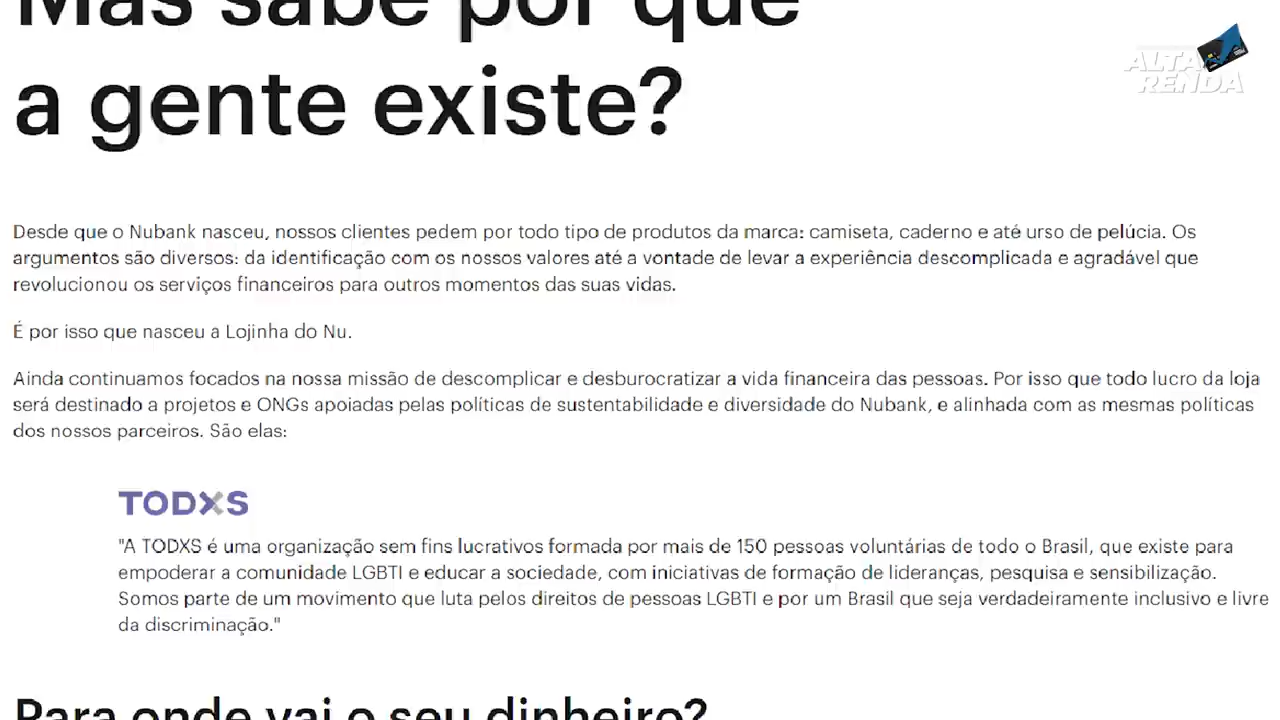 Mas sabe por que
a gente existe?
ALTA
RENDA
Desde que o Nubank nasceu, nossos clientes pedem por todo tipo de produtos da marca: camiseta, caderno e até urso de pelúcia. Os
argumentos são diversos: da identificação com os nossos valores até a vontade de levar a experiência descomplicada e agradável que
revolucionou os serviços financeiros para outros momentos das suas vidas.
É por isso que nasceu a Lojinha do Nu.
Ainda continuamos focados na nossa missão de descomplicar e desburocratizar a vida financeira das pessoas. Por isso que todo lucro da loja
será destinado a projetos e ONGs apoiadas pelas políticas de sustentabilidade e diversidade do Nubank, e alinhada com as mesmas políticas
dos nossos parceiros. São elas:
TODXS
"A TODXS é uma organização sem fins lucrativos formada por mais de 150 pessoas voluntárias de todo o Brasil, que existe para
empoderar a comunidade LGBTI e educar a sociedade, com iniciativas de formação de lideranças, pesquisa e sensibilização.
Somos parte de um movimento que luta pelos direitos de pessoas LGBTI e por um Brasil que seja verdadeiramente inclusivo e livre
da discriminação."
Para onde vai o seu dinheiro?